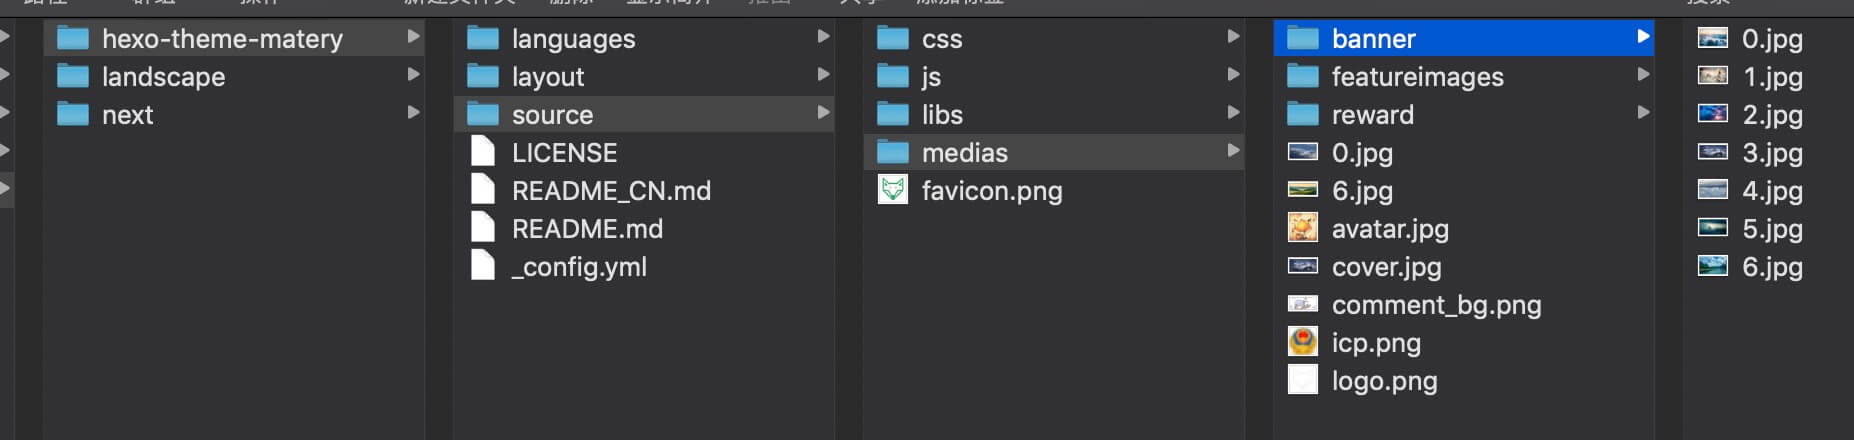 hexo-theme-matery
landscape
next
languages
layout
source
LICENSE
README_CN.md
README.md
_config.yml
css
js
libs
medias
favicon.png
banner
featureimages
reward
0.jpg
6.jpg
avatar.jpg
cover.jpg
comment_bg.png
icp.png
logo.png
0.jpg
1.jpg
2.jpg
3.jpg
4.jpg
5.jpg
6.jpg